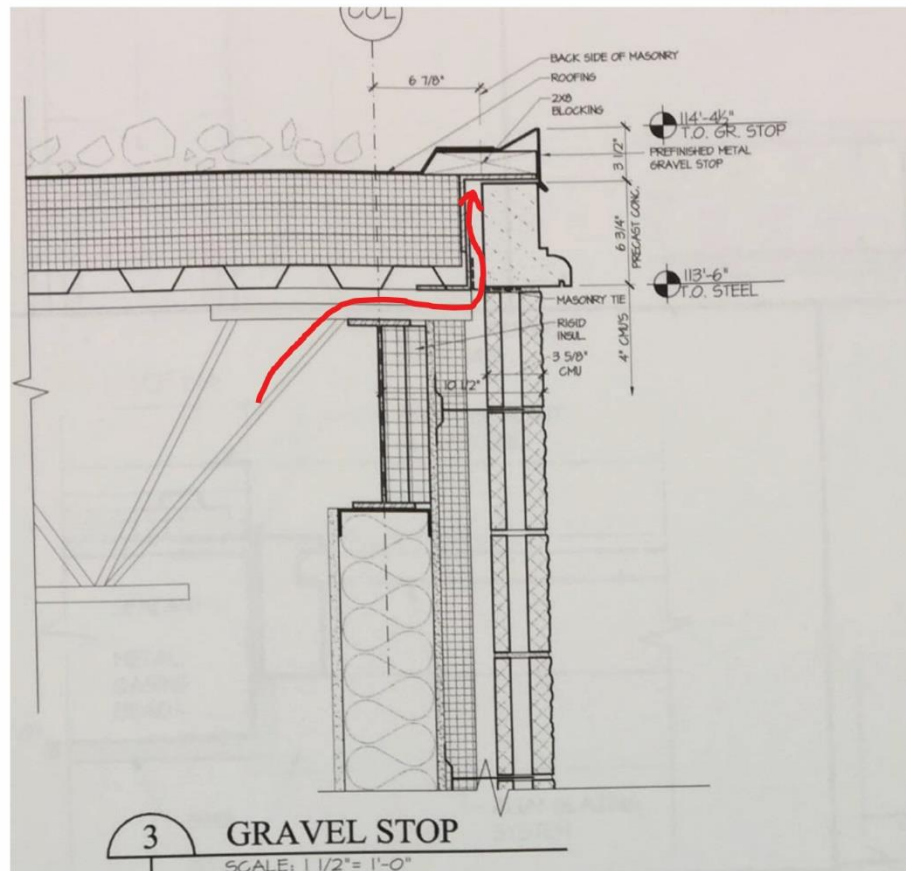 COL
6 7/8"
BACK SIDE OF MASONRY
ROOFING
2X8
BLOCKING
114'-4½"
T.O. GR. STOP
PREFINISHED METAL
GRAVEL STOP
3 1/2"
6 3/4"
PRECAST CONC.
113'-6"
T.O. STEEL
MASONRY TIE
RIGID
INSUL.
3 5/8"
CMU
10 1/2"
4" CMU'S
3
GRAVEL STOP
SCALE: 1 1/2" = 1'-0"